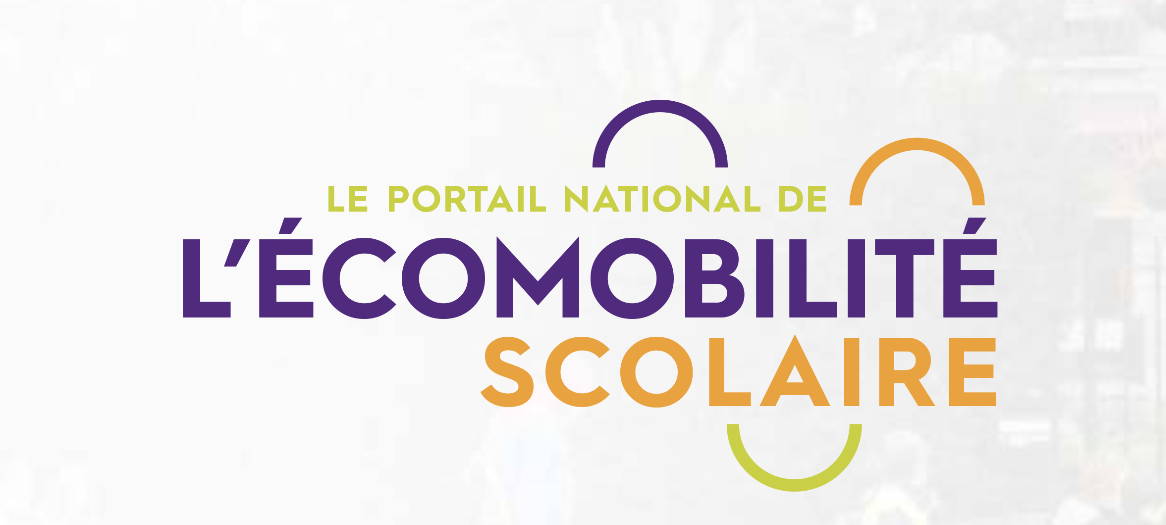 LE PORTAIL NATIONAL DE
L'ÉCOMOBILITÉ
SCOLAIRE